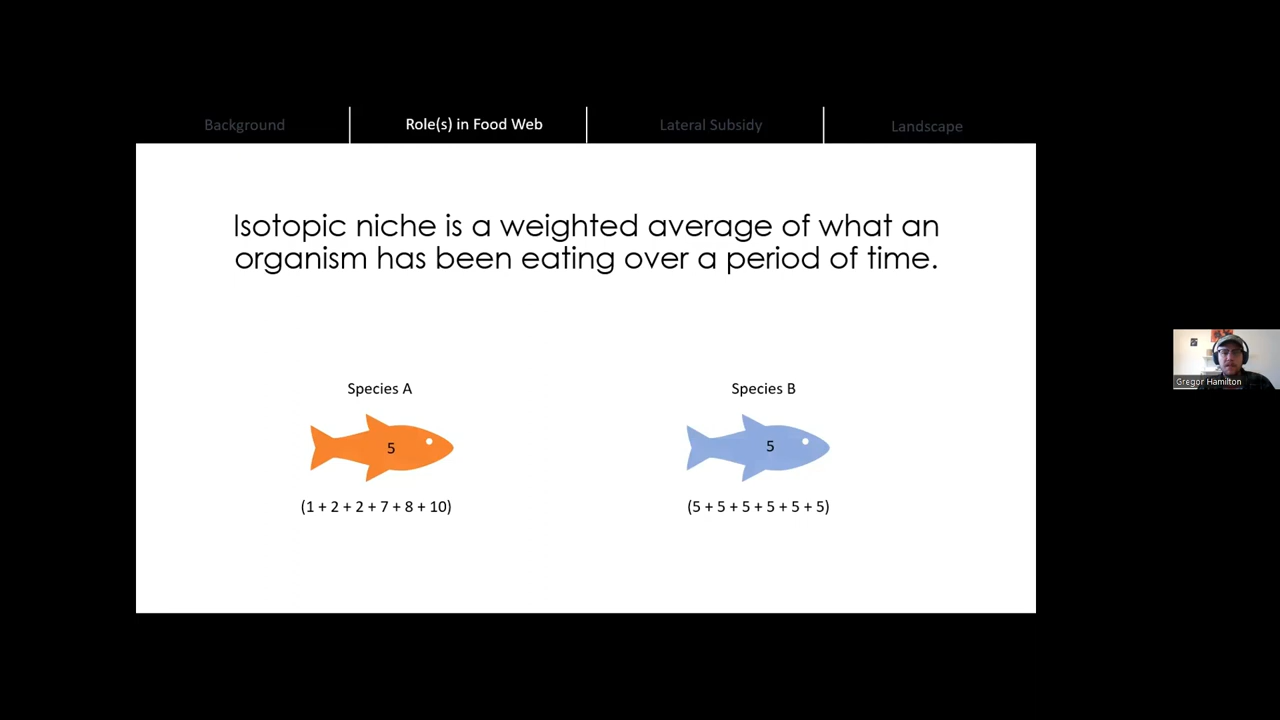 Background
Role(s) in Food Web
Lateral Subsidy
Landscape
Isotopic niche is a weighted average of what an
organism has been eating over a period of time.
Species A
Species B
5
5
(1 + 2 + 2 + 7 + 8 + 10)
(5 + 5 + 5 + 5 + 5 + 5)
Gregor Hamilton